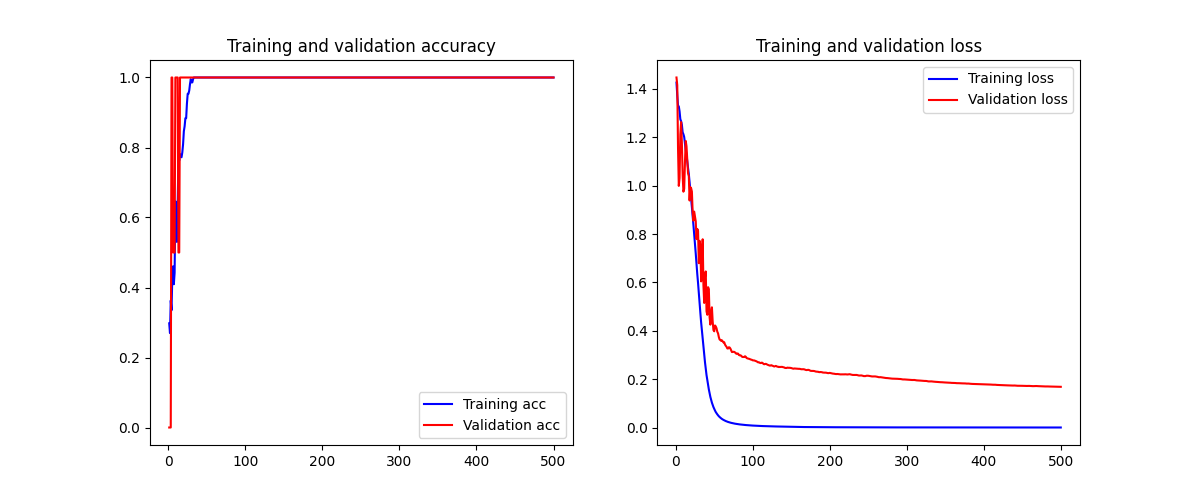 Training and validation accuracy
1.0
0.8
0.6
0.4
0.2
0.0
Training acc
Validation acc
0 100 200 300 400 500
Training and validation loss
1.4
1.2
1.0
0.8
0.6
0.4
0.2
0.0
Training loss
Validation loss
0 100 200 300 400 500